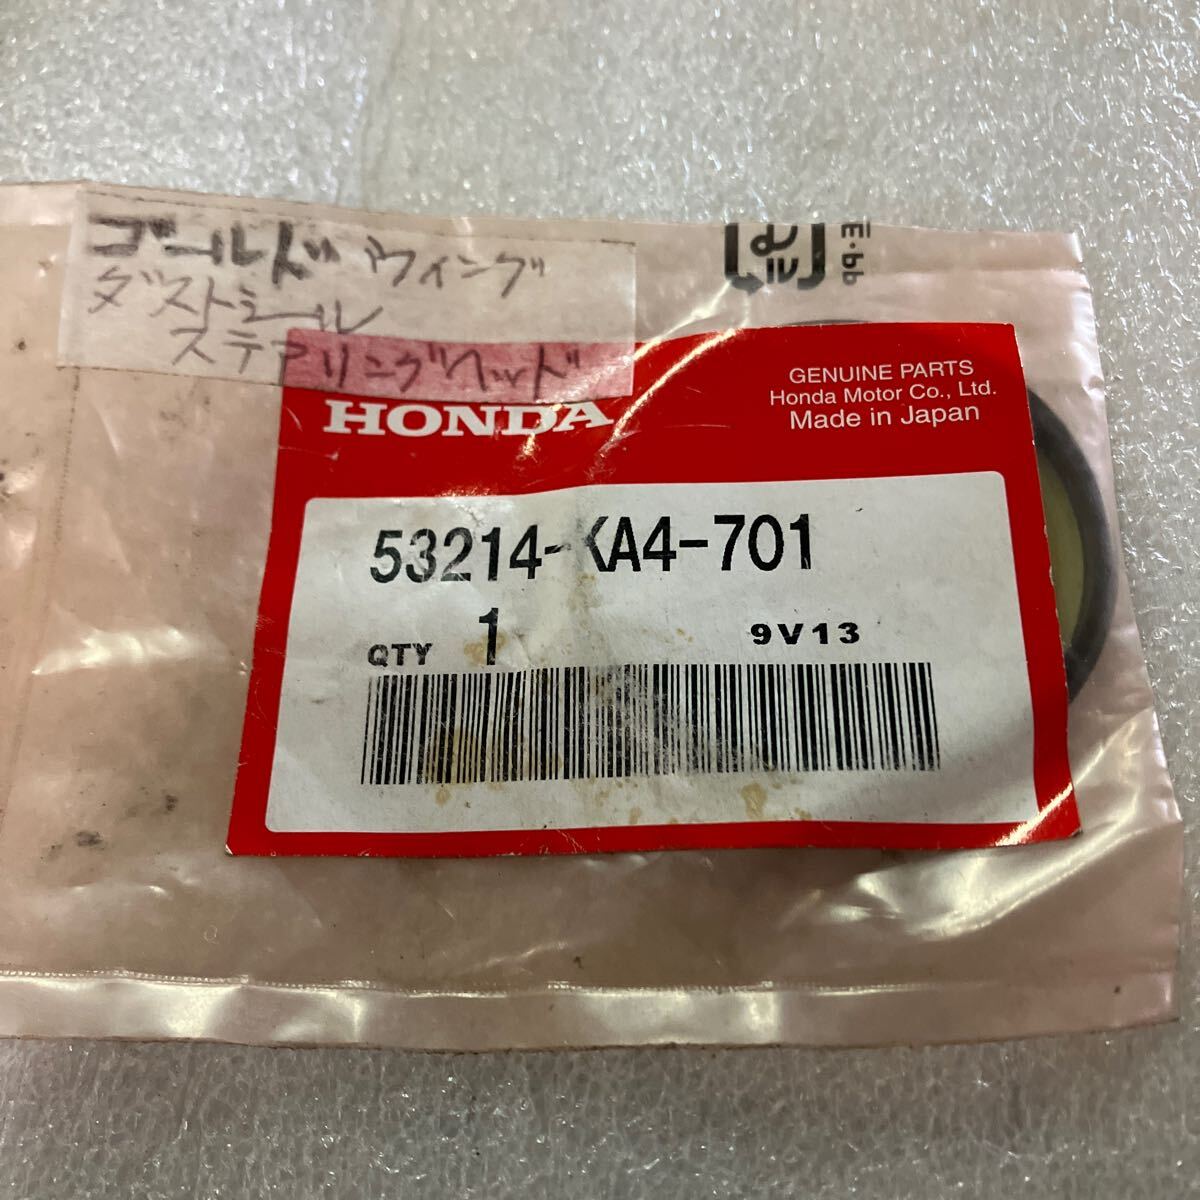 ゴールドウィング
ダストシール
ステアリングヘッド
E・bb
HONDA
GENUINE PARTS
Honda Motor Co., Ltd.
Made in Japan
53214-KA4-701
QTY 1
9V13